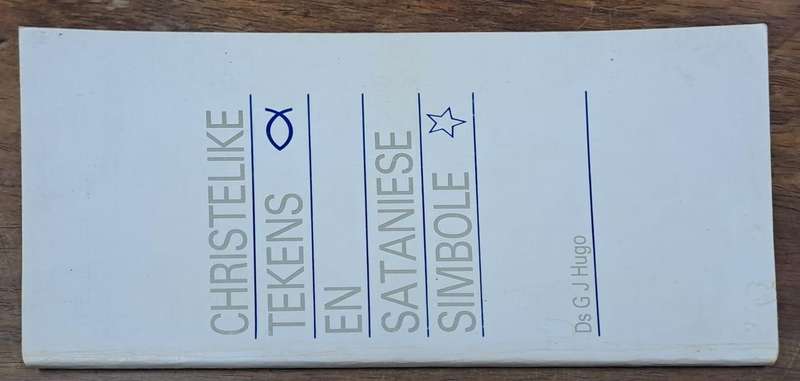 CHRISTELIKE
TEKENS
EN
SATANIESE
SIMBOLE
Ds G J Hugo